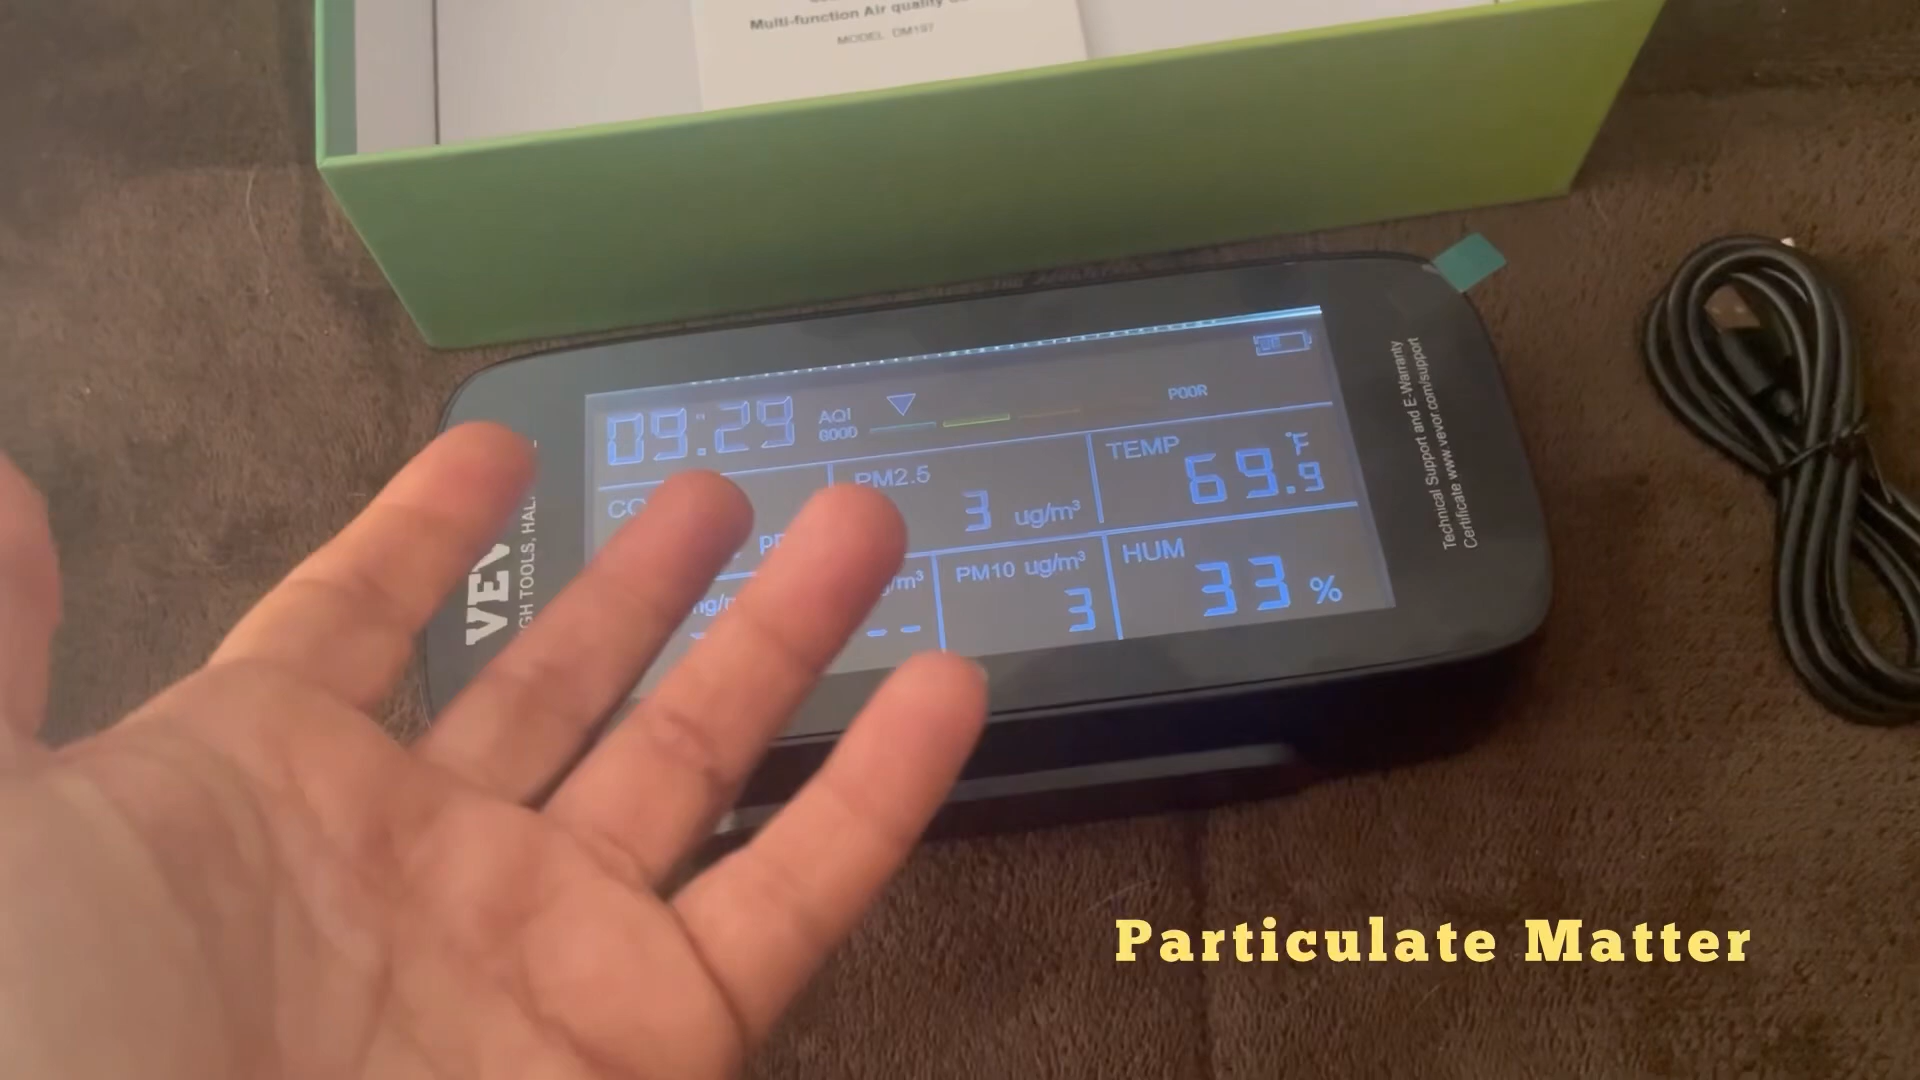 Multi-function Air quality
MODEL DM197
09:29
AQI
GOOD
POOR
PM2.5
3 ug/m³
TEMP
69.9 °F
PM10 ug/m³
3
HUM
33 %
-- 
Technical Support and E-Warranty
Certificate www.vevor.com/support
Particulate Matter